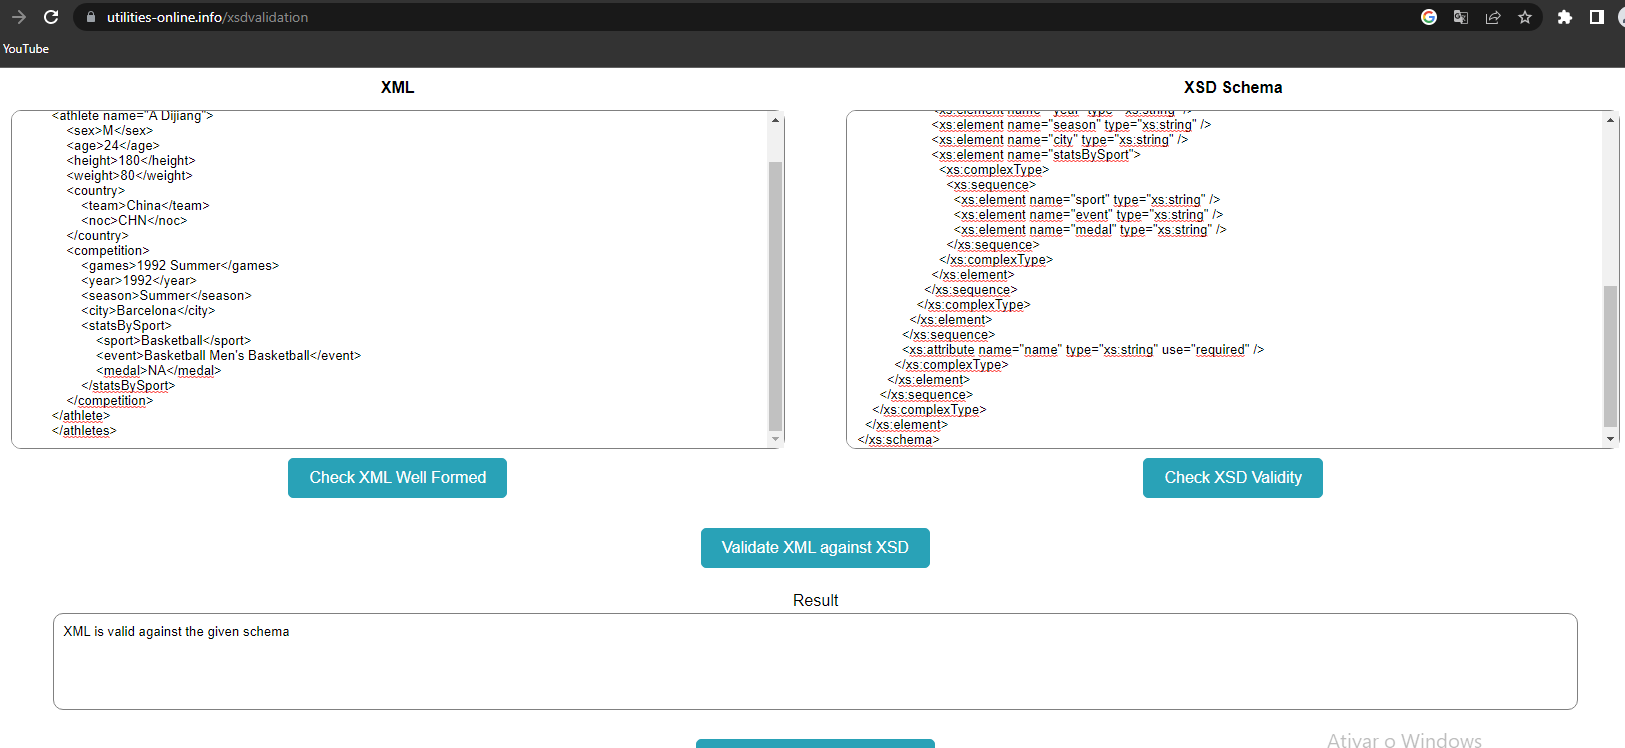 utilities-online.info/xsdvalidation
YouTube
XML
<athlete name="A Dijiang">
<sex>M</sex>
<age>24</age>
<height>180</height>
<weight>80</weight>
<country>
<team>China</team>
<noc>CHN</noc>
</country>
<competition>
<games>1992 Summer</games>
<year>1992</year>
<season>Summer</season>
<city>Barcelona</city>
<statsBySport>
<sport>Basketball</sport>
<event>Basketball Men's Basketball</event>
<medal>NA</medal>
</statsBySport>
</competition>
</athlete>
</athletes>
Check XML Well Formed
XSD Schema
<xs:element name="year" type="xs:string" />
<xs:element name="season" type="xs:string" />
<xs:element name="city" type="xs:string" />
<xs:element name="statsBySport">
<xs:complexType>
<xs:sequence>
<xs:element name="sport" type="xs:string" />
<xs:element name="event" type="xs:string" />
<xs:element name="medal" type="xs:string" />
</xs:sequence>
</xs:complexType>
</xs:element>
</xs:sequence>
</xs:complexType>
</xs:element>
</xs:sequence>
<xs:attribute name="name" type="xs:string" use="required" />
</xs:complexType>
</xs:element>
</xs:sequence>
</xs:complexType>
</xs:element>
</xs:schema>
Check XSD Validity
Validate XML against XSD
Result
XML is valid against the given schema
Ativar o Windows